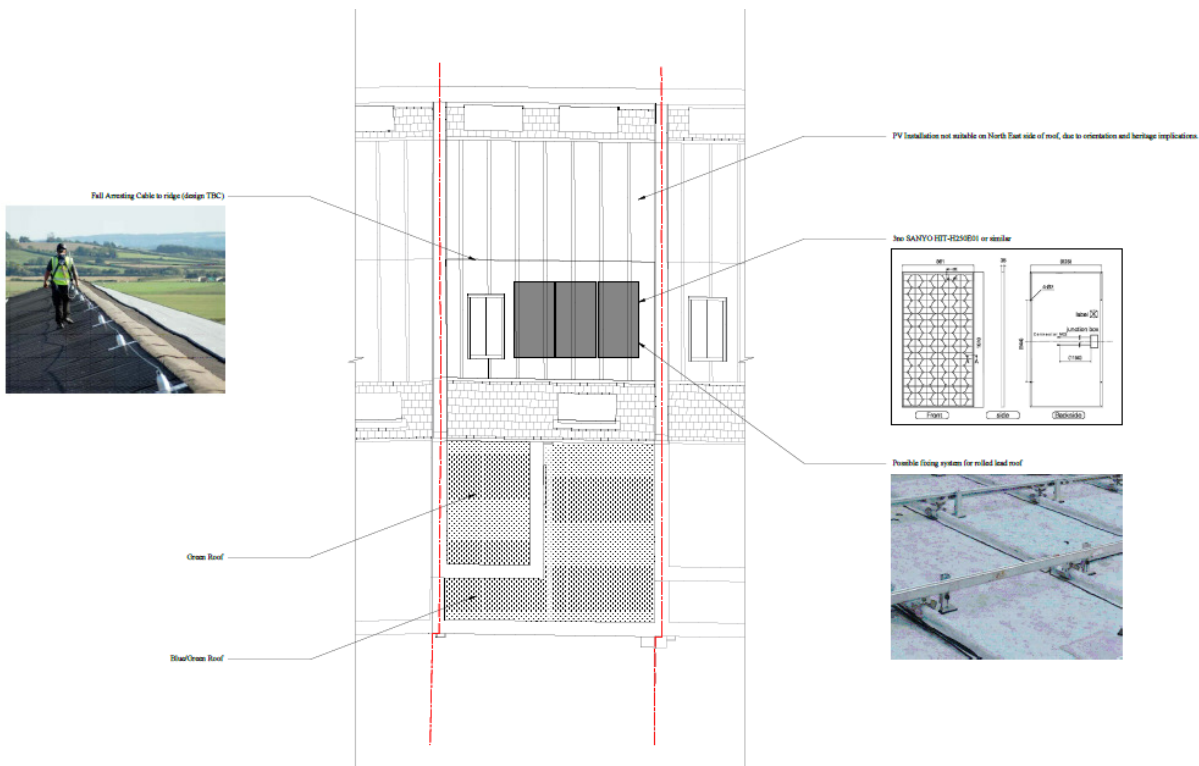 PV Installation not suitable on North East side of roof, due to orientation and heritage implications.
Fall Arresting Cable to ridge (design TBC)
3no SANYO HIT-H250E01 or similar
label
junction box
Front
side
Backside
Possible fixing system for rolled lead roof
Green Roof
Blue/Green Roof